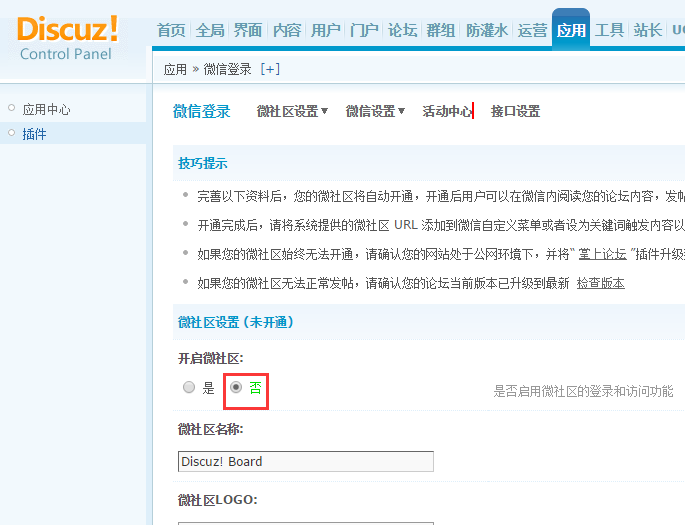 Discuz!
Control Panel
首页 全局 界面 内容 用户 门户 论坛 群组 防灌水 运营 应用 工具 站长
应用 » 微信登录 [+]
应用中心
插件
微信登录 微社区设置▼ 微信设置▼ 活动中心 接口设置
技巧提示
完善以下资料后，您的微社区将自动开通，开通后用户可以在微信内阅读您的论坛内容，发帖
开通完成后，请将系统提供的微社区 URL 添加到微信自定义菜单或者设为关键词触发内容以
如果您的微社区始终无法开通，请确认您的网站处于公网环境下，并将“ 掌上论坛 ”插件升级
如果您的微社区无法正常发帖，请确认您的论坛当前版本已升级到最新 检查版本
微社区设置 (未开通)
开启微社区:
是 否 是否启用微社区的登录和访问功能
微社区名称:
Discuz! Board
微社区LOGO: